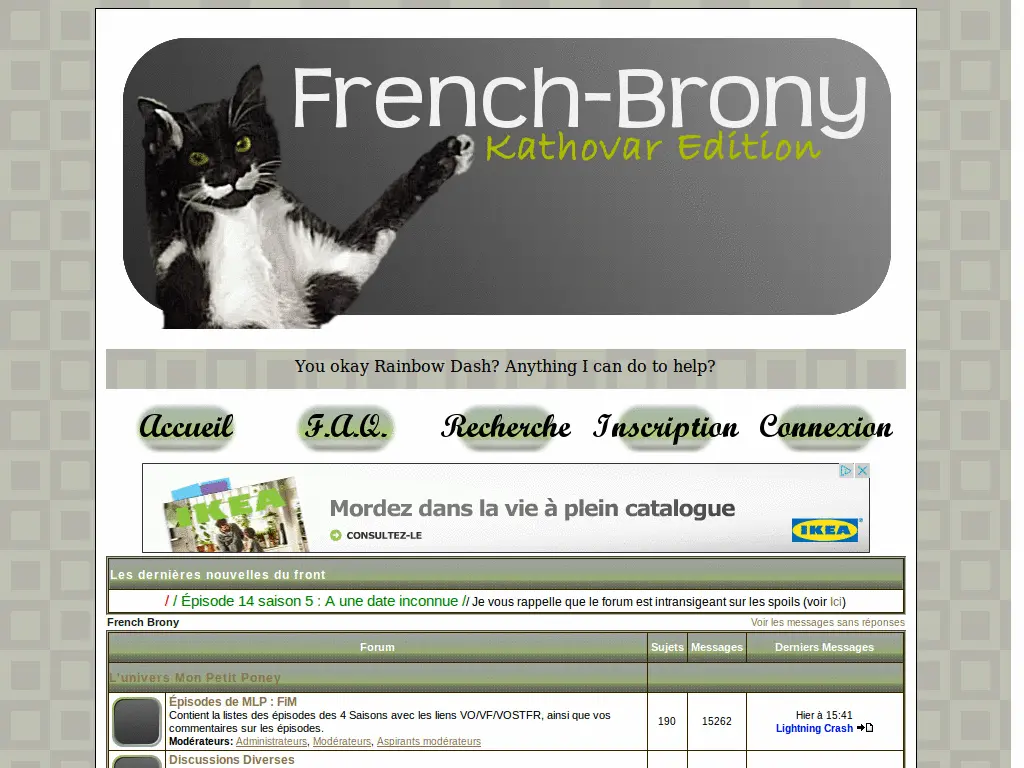 French-Brony
Kathovar Edition
You okay Rainbow Dash? Anything I can do to help?
Accueil F.A.Q. Recherche Inscription Connexion
IKEA
Mordez dans la vie à plein catalogue
CONSULTEZ-LE
IKEA
Les dernières nouvelles du front
/ / Épisode 14 saison 5 : A une date inconnue // Je vous rappelle que le forum est intransigeant sur les spoils (voir Ici)
French Brony Voir les messages sans réponses
Forum Sujets Messages Derniers Messages
L'univers Mon Petit Poney
Épisodes de MLP : FiM
Contient la listes des épisodes des 4 Saisons avec les liens VO/VF/VOSTFR, ainsi que vos
commentaires sur les épisodes.
Modérateurs: Administrateurs, Modérateurs, Aspirants modérateurs
190
15262
Hier à 15:41
Lightning Crash
Discussions Diverses